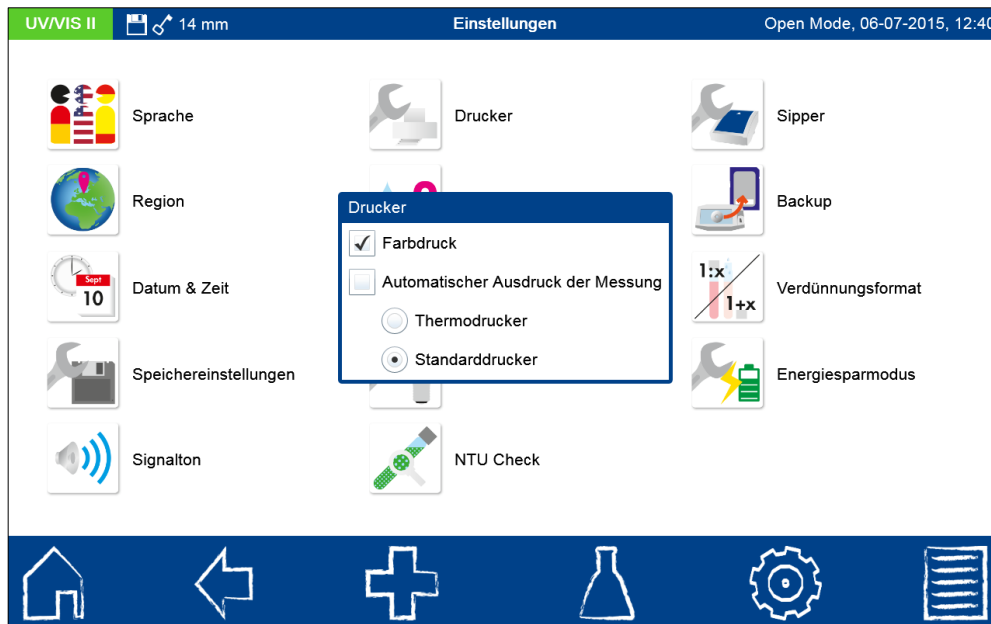 UV/VIS II 14 mm Einstellungen Open Mode, 06-07-2015, 12:40
Sprache Drucker Sipper
Region Backup
Drucker
Farbdruck
Sept
10
Datum & Zeit
Automatischer Ausdruck der Messung
1:x
1+x
Verdünnungsformat
Thermodrucker
Standarddrucker
Speichereinstellungen Energiesparmodus
Signalton NTU Check